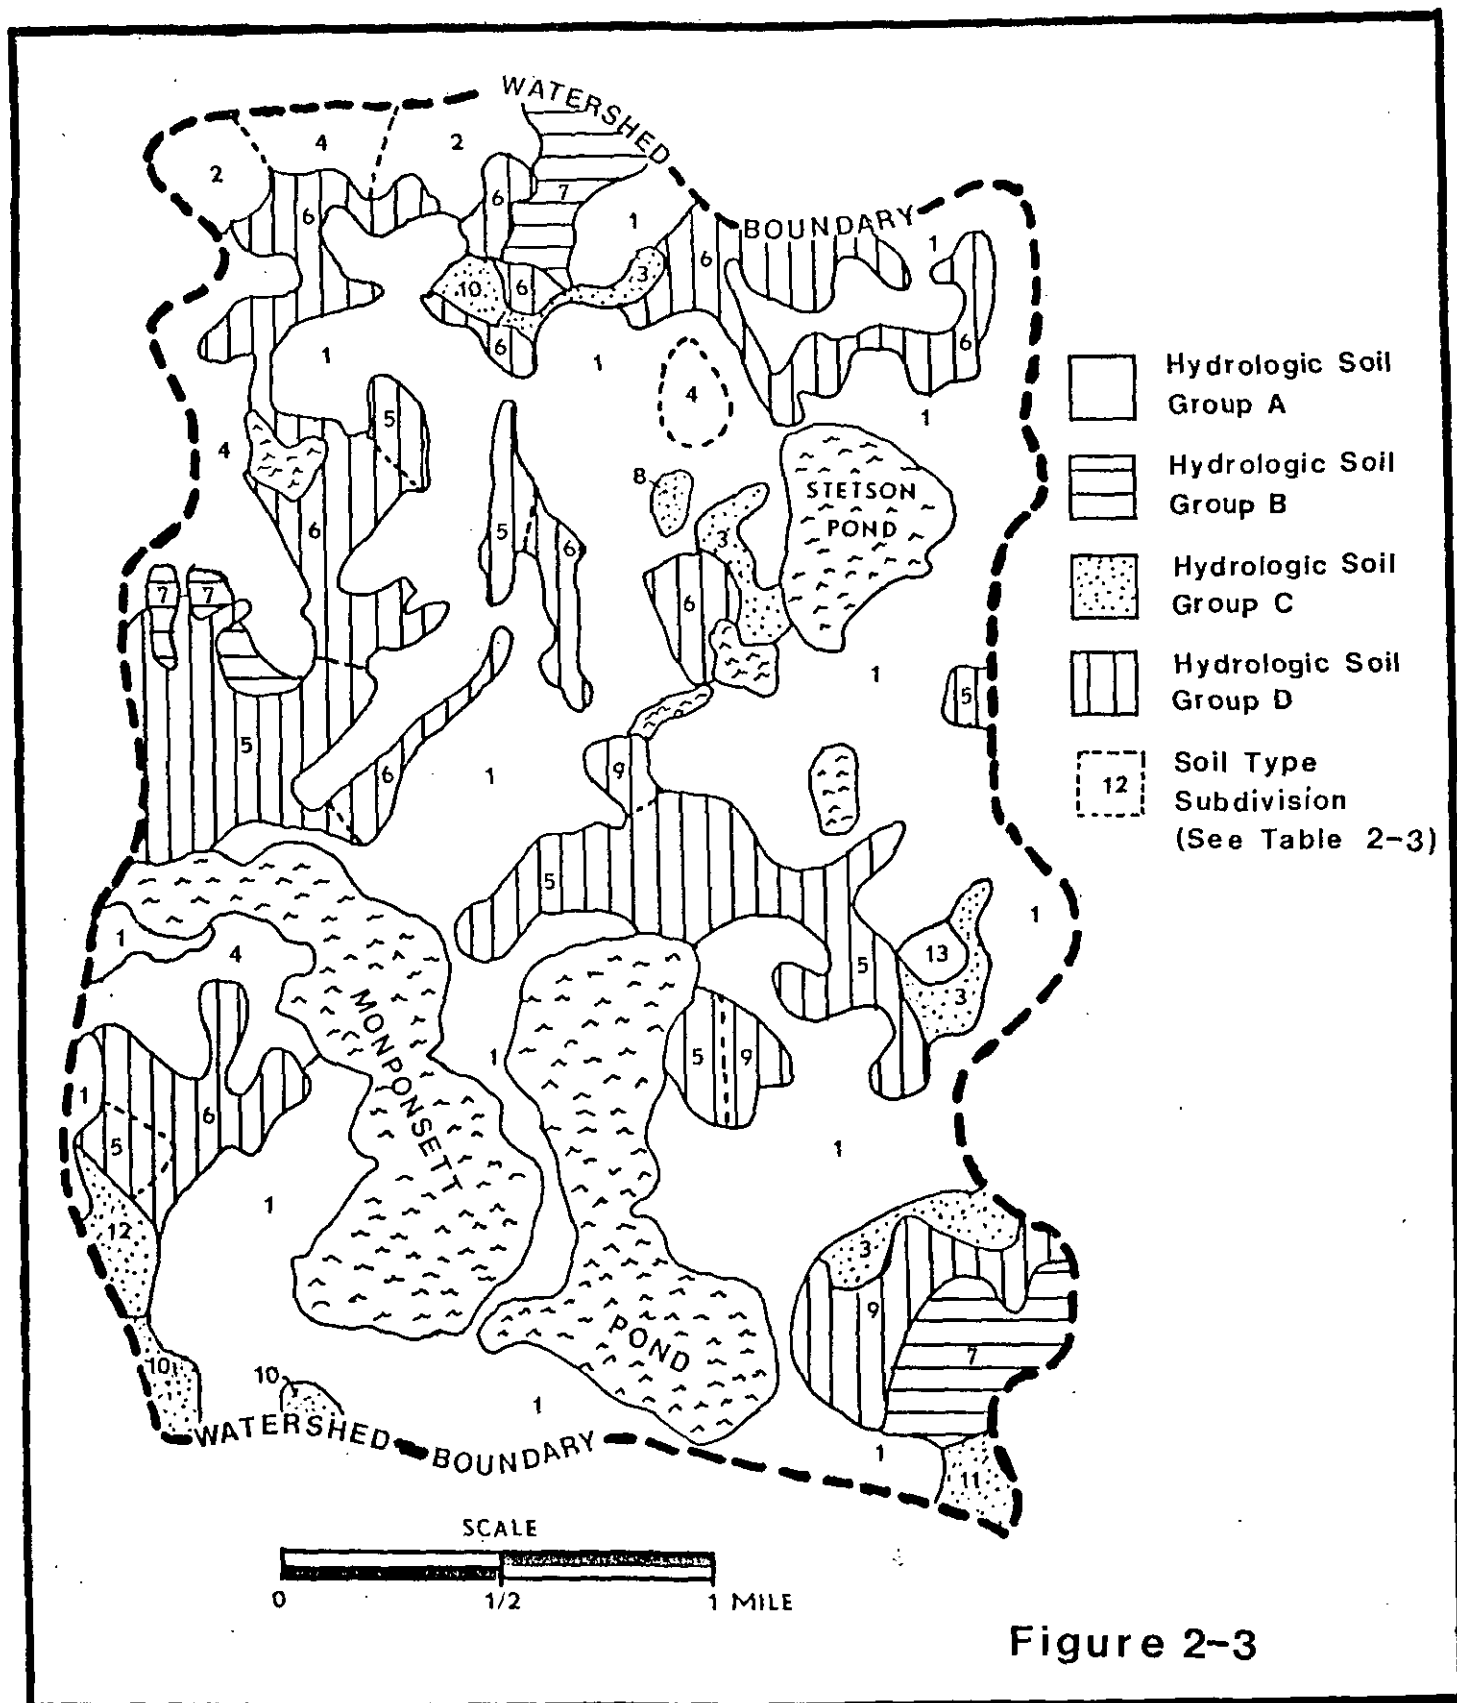 WATERSHED
BOUNDARY
4
2
2
7
6
6
1
1
6
3
10
6
6
6
1
1
4
1
5
4
8
STETSON
POND
3
5
6
6
7
7
6
1
5
5
1
9
6
5
1
1
4
13
5
3
MONPONSETT
1
5
9
1
6
5
1
1
12
3
9
7
POND
10
10
1
1
11
WATERSHED
BOUNDARY
Hydrologic Soil
Group A
Hydrologic Soil
Group B
Hydrologic Soil
Group C
Hydrologic Soil
Group D
12
Soil Type
Subdivision
(See Table 2-3)
SCALE
0 1/2 1 MILE
Figure 2-3